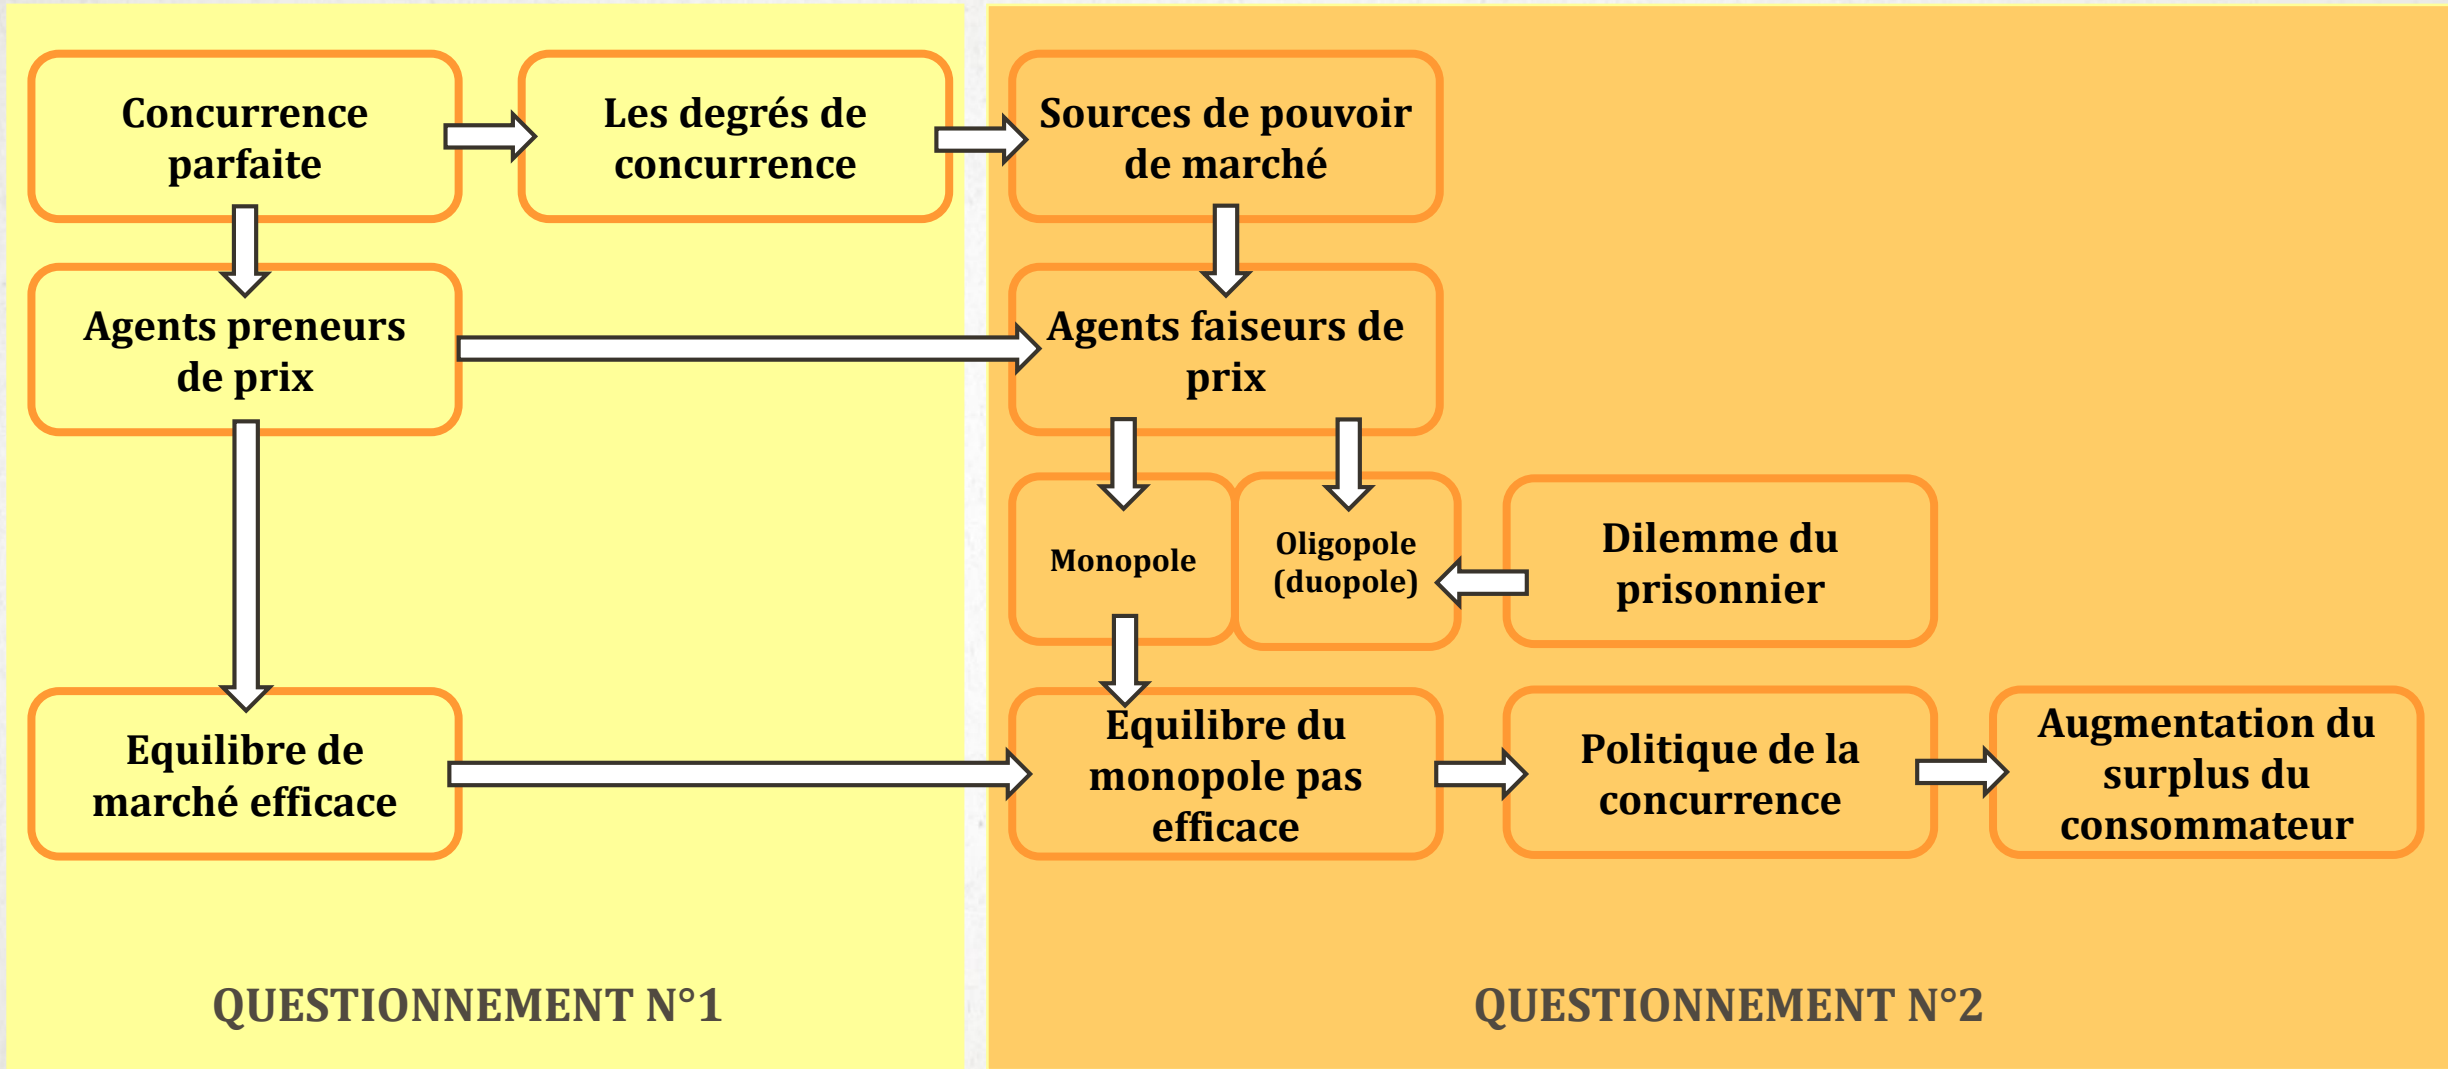 Concurrence
parfaite
Les degrés de
concurrence
Sources de pouvoir
de marché
Agents preneurs
de prix
Agents faiseurs de
prix
Monopole
Oligopole
(duopole)
Dilemme du
prisonnier
Equilibre de
marché efficace
Equilibre du
monopole pas
efficace
Politique de la
concurrence
Augmentation du
surplus du
consommateur
QUESTIONNEMENT N°1
QUESTIONNEMENT N°2